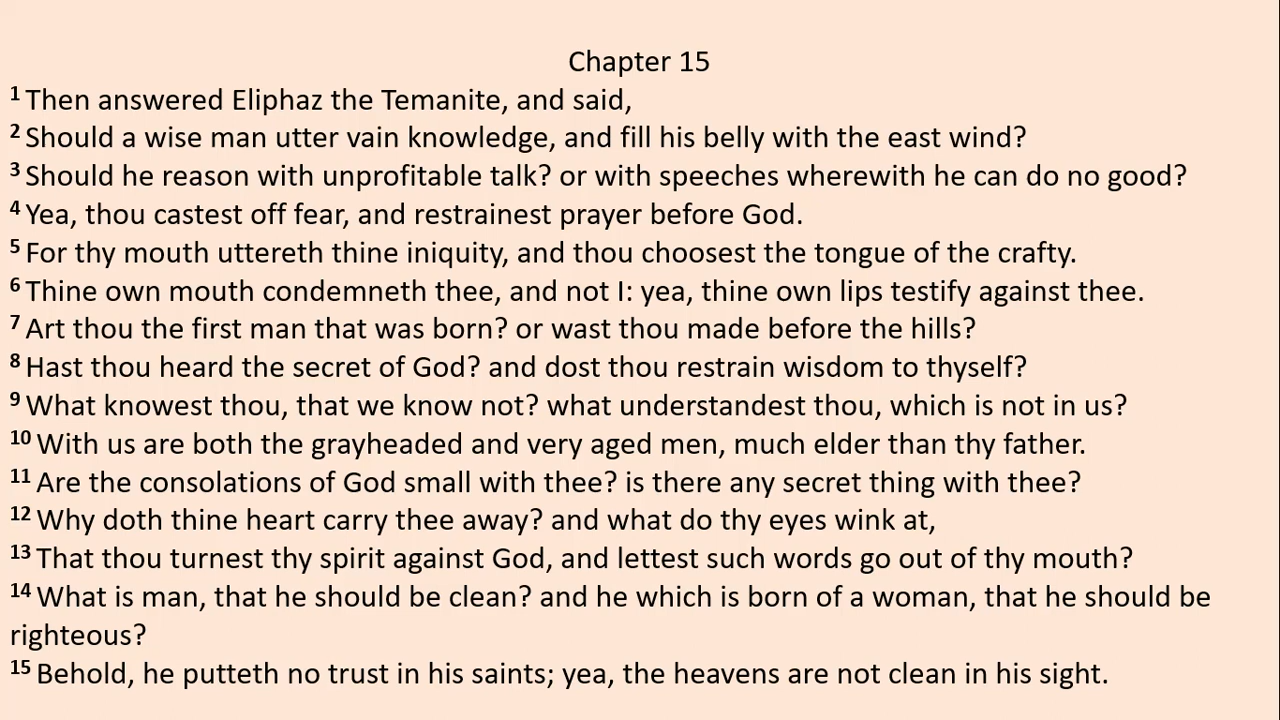 Chapter 15
1 Then answered Eliphaz the Temanite, and said,
2 Should a wise man utter vain knowledge, and fill his belly with the east wind?
3 Should he reason with unprofitable talk? or with speeches wherewith he can do no good?
4 Yea, thou castest off fear, and restrainest prayer before God.
5 For thy mouth uttereth thine iniquity, and thou choosest the tongue of the crafty.
6 Thine own mouth condemneth thee, and not I: yea, thine own lips testify against thee.
7 Art thou the first man that was born? or wast thou made before the hills?
8 Hast thou heard the secret of God? and dost thou restrain wisdom to thyself?
9 What knowest thou, that we know not? what understandest thou, which is not in us?
10 With us are both the grayheaded and very aged men, much elder than thy father.
11 Are the consolations of God small with thee? is there any secret thing with thee?
12 Why doth thine heart carry thee away? and what do thy eyes wink at,
13 That thou turnest thy spirit against God, and lettest such words go out of thy mouth?
14 What is man, that he should be clean? and he which is born of a woman, that he should be
righteous?
15 Behold, he putteth no trust in his saints; yea, the heavens are not clean in his sight.